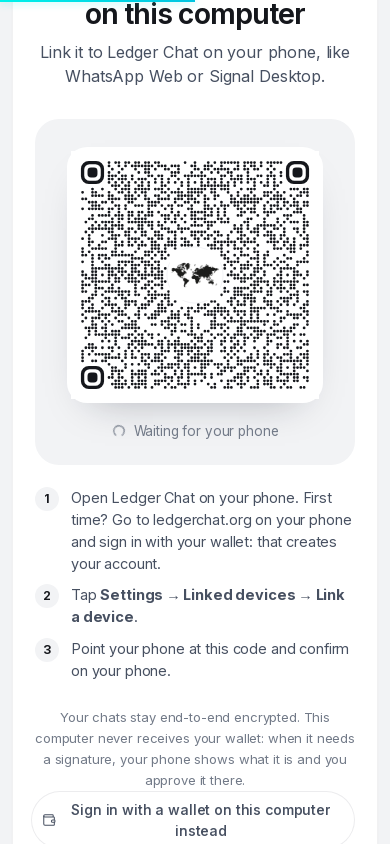 on this computer
Link it to Ledger Chat on your phone, like
WhatsApp Web or Signal Desktop.
Waiting for your phone
1 Open Ledger Chat on your phone. First
time? Go to ledgerchat.org on your phone
and sign in with your wallet: that creates
your account.
2 Tap Settings → Linked devices → Link
a device.
3 Point your phone at this code and confirm
on your phone.
Your chats stay end-to-end encrypted. This
computer never receives your wallet: when it needs
a signature, your phone shows what it is and you
approve it there.
Sign in with a wallet on this computer
instead